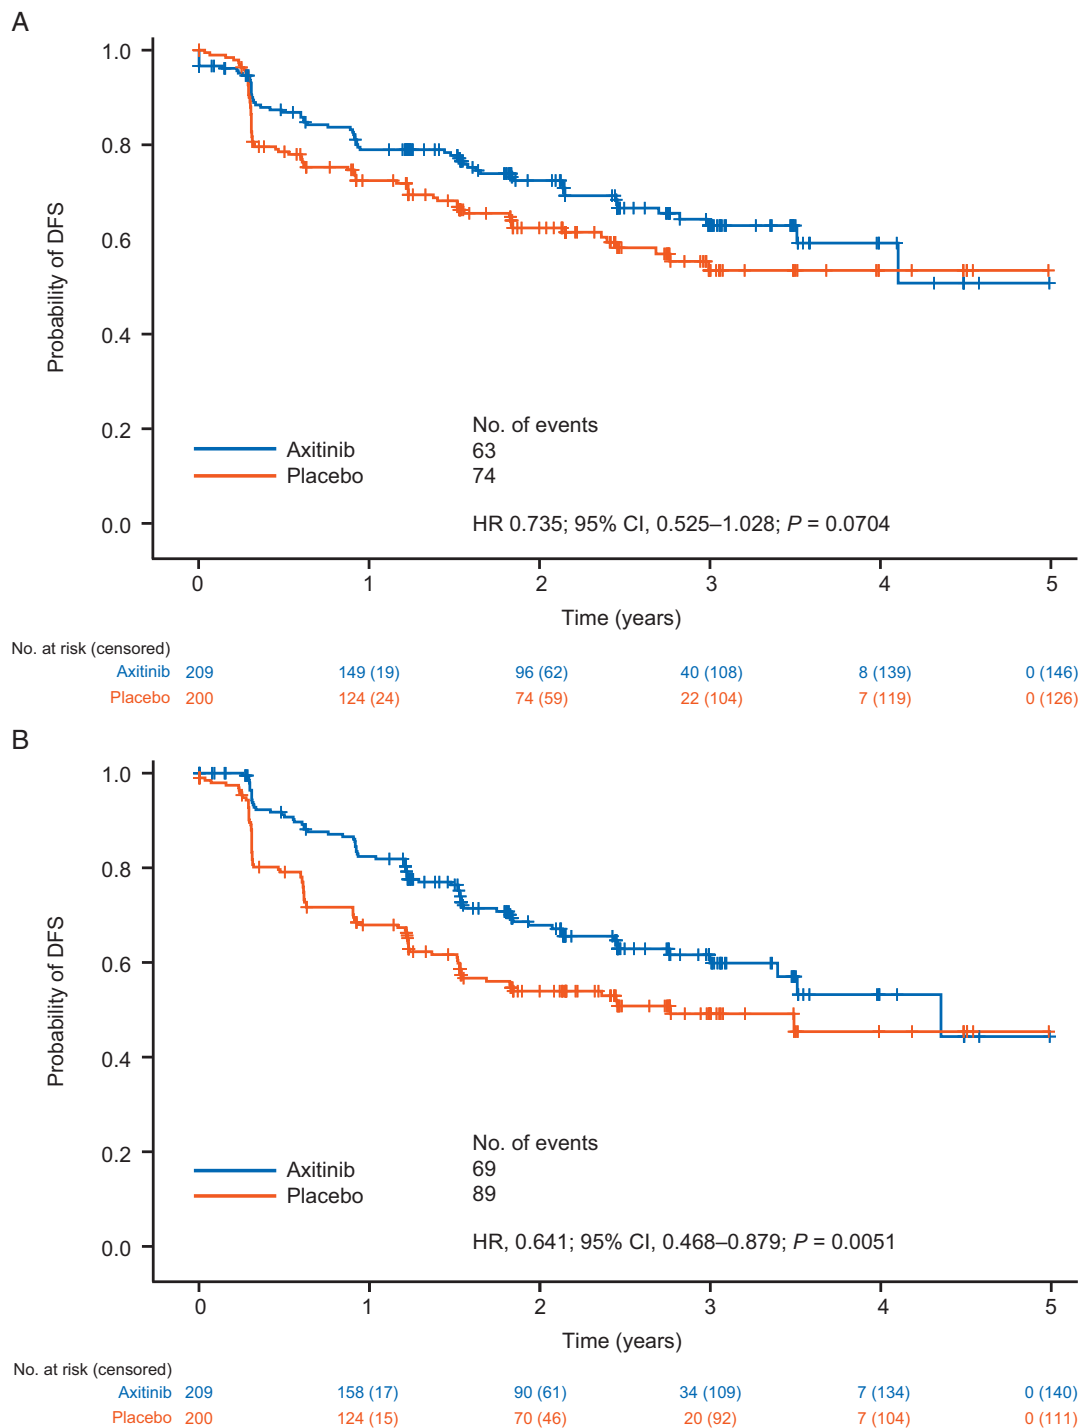 A
1.0
0.8
0.6
0.4
0.2
0.0
Probability of DFS
No. of events
Axitinib 63
Placebo 74
HR 0.735; 95% CI, 0.525–1.028; P = 0.0704
0 1 2 3 4 5
Time (years)
No. at risk (censored)
Axitinib 209 149 (19) 96 (62) 40 (108) 8 (139) 0 (146)
Placebo 200 124 (24) 74 (59) 22 (104) 7 (119) 0 (126)
B
1.0
0.8
0.6
0.4
0.2
0.0
Probability of DFS
No. of events
Axitinib 69
Placebo 89
HR, 0.641; 95% CI, 0.468–0.879; P = 0.0051
0 1 2 3 4 5
Time (years)
No. at risk (censored)
Axitinib 209 158 (17) 90 (61) 34 (109) 7 (134) 0 (140)
Placebo 200 124 (15) 70 (46) 20 (92) 7 (104) 0 (111)